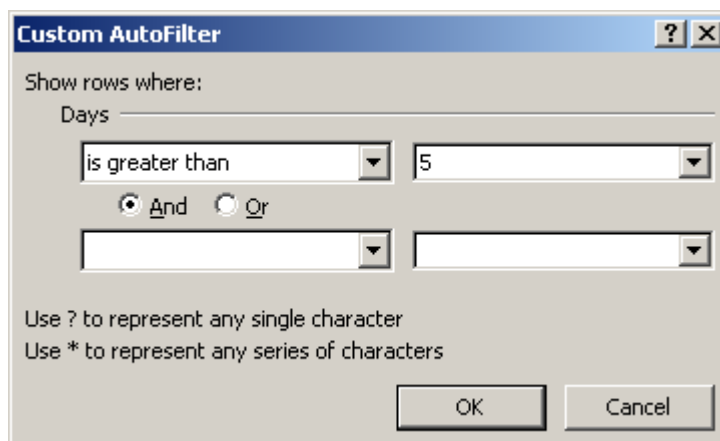 Custom AutoFilter
Show rows where:
Days
is greater than 5
And Or
Use ? to represent any single character
Use * to represent any series of characters
OK Cancel